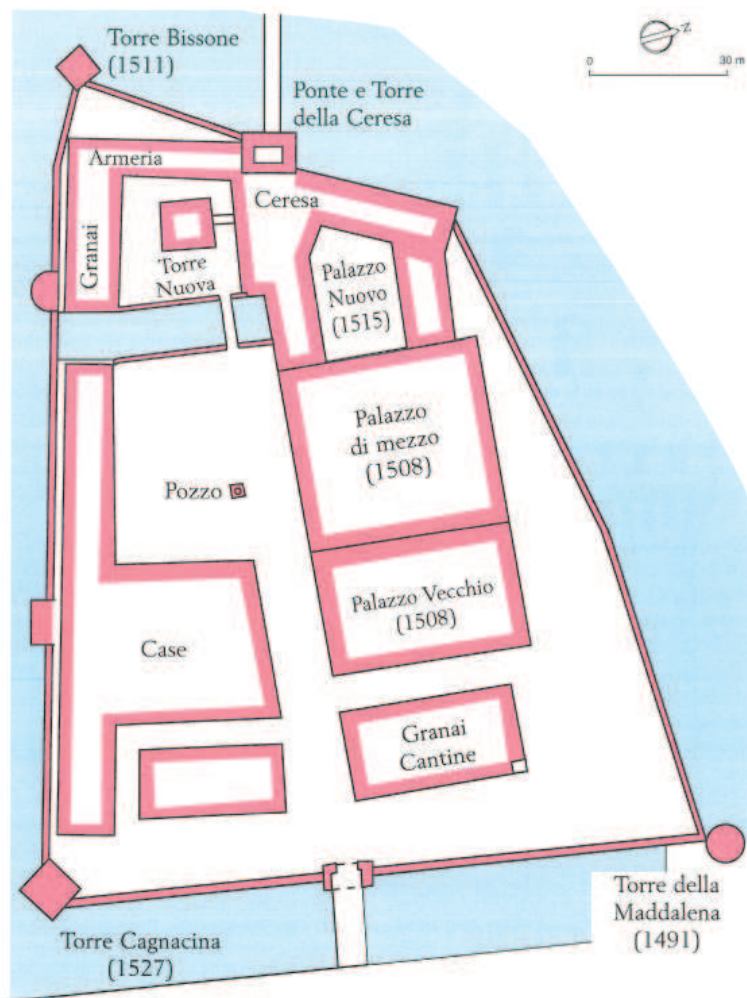 Torre Bissone
(1511)
Ponte e Torre
della Ceresa
N
0 30 m
Armeria
Ceresa
Granai
Torre
Nuova
Palazzo
Nuovo
(1515)
Palazzo
di mezzo
(1508)
Pozzo
Palazzo Vecchio
(1508)
Case
Granai
Cantine
Torre della
Maddalena
(1491)
Torre Cagnacina
(1527)